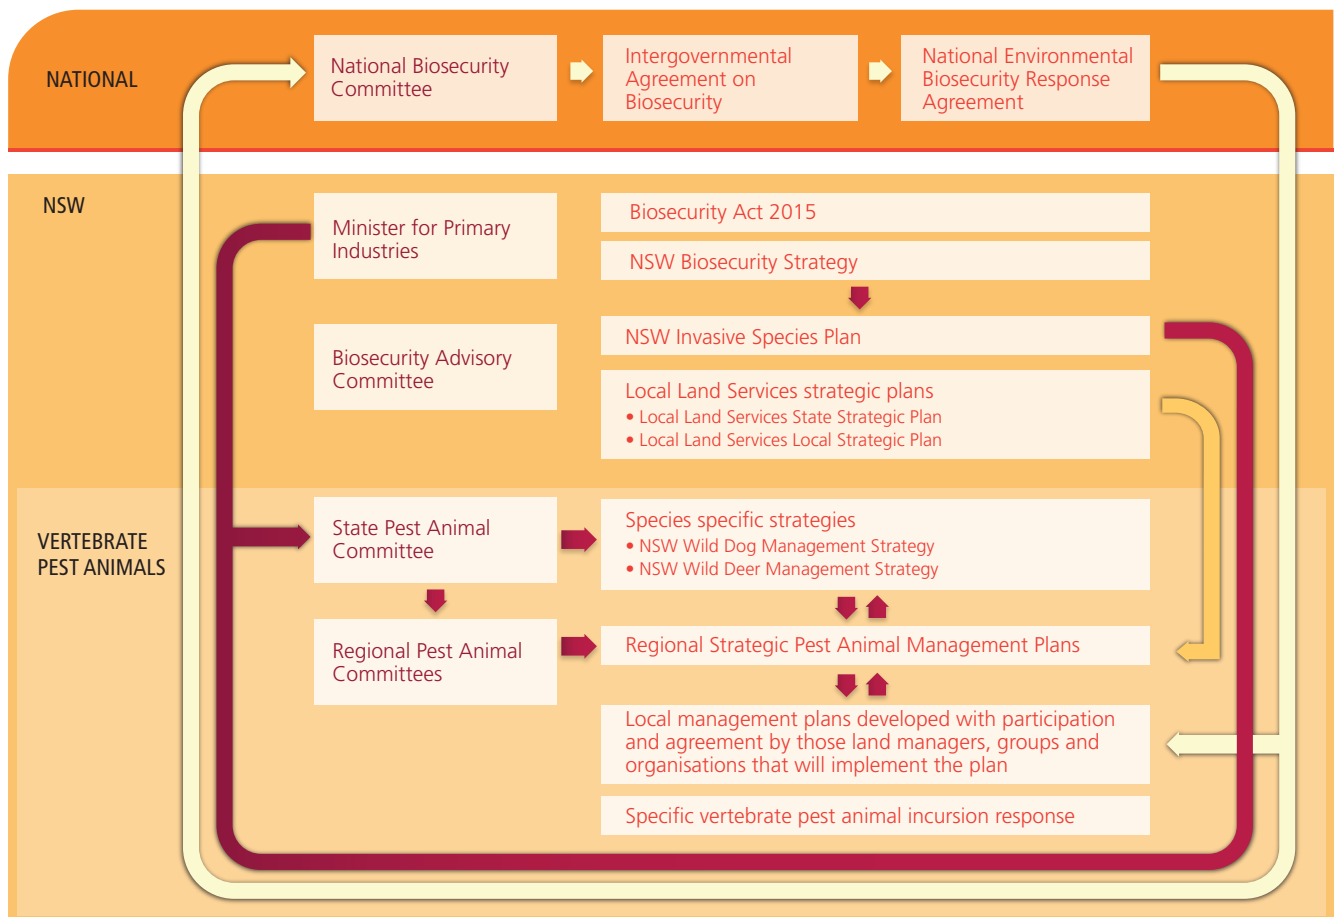 NATIONAL
National Biosecurity
Committee
Intergovernmental
Agreement on
Biosecurity
National Environmental
Biosecurity Response
Agreement
NSW
Minister for Primary
Industries
Biosecurity Act 2015
NSW Biosecurity Strategy
Biosecurity Advisory
Committee
NSW Invasive Species Plan
Local Land Services strategic plans
• Local Land Services State Strategic Plan
• Local Land Services Local Strategic Plan
VERTEBRATE
PEST ANIMALS
State Pest Animal
Committee
Species specific strategies
• NSW Wild Dog Management Strategy
• NSW Wild Deer Management Strategy
Regional Pest Animal
Committees
Regional Strategic Pest Animal Management Plans
Local management plans developed with participation
and agreement by those land managers, groups and
organisations that will implement the plan
Specific vertebrate pest animal incursion response